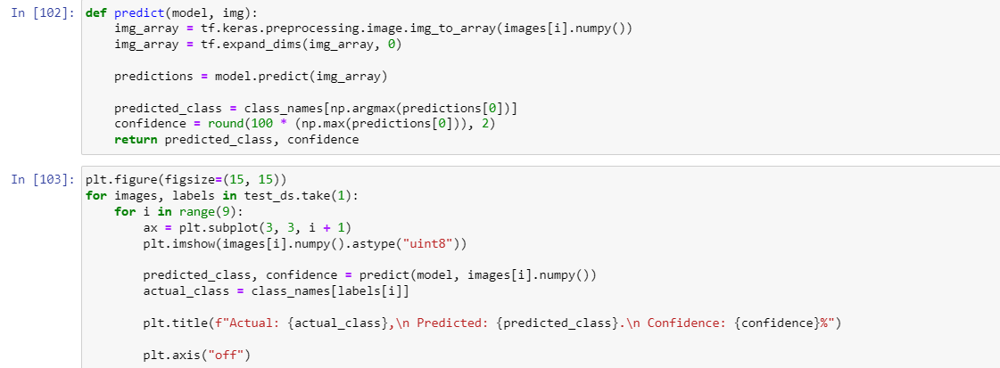 In [102]: def predict(model, img):
    img_array = tf.keras.preprocessing.image.img_to_array(images[i].numpy())
    img_array = tf.expand_dims(img_array, 0)

    predictions = model.predict(img_array)

    predicted_class = class_names[np.argmax(predictions[0])]
    confidence = round(100 * (np.max(predictions[0])), 2)
    return predicted_class, confidence

In [103]: plt.figure(figsize=(15, 15))
for images, labels in test_ds.take(1):
    for i in range(9):
        ax = plt.subplot(3, 3, i + 1)
        plt.imshow(images[i].numpy().astype("uint8"))

        predicted_class, confidence = predict(model, images[i].numpy())
        actual_class = class_names[labels[i]]

        plt.title(f"Actual: {actual_class},\n Predicted: {predicted_class}.\n Confidence: {confidence}%")

        plt.axis("off")